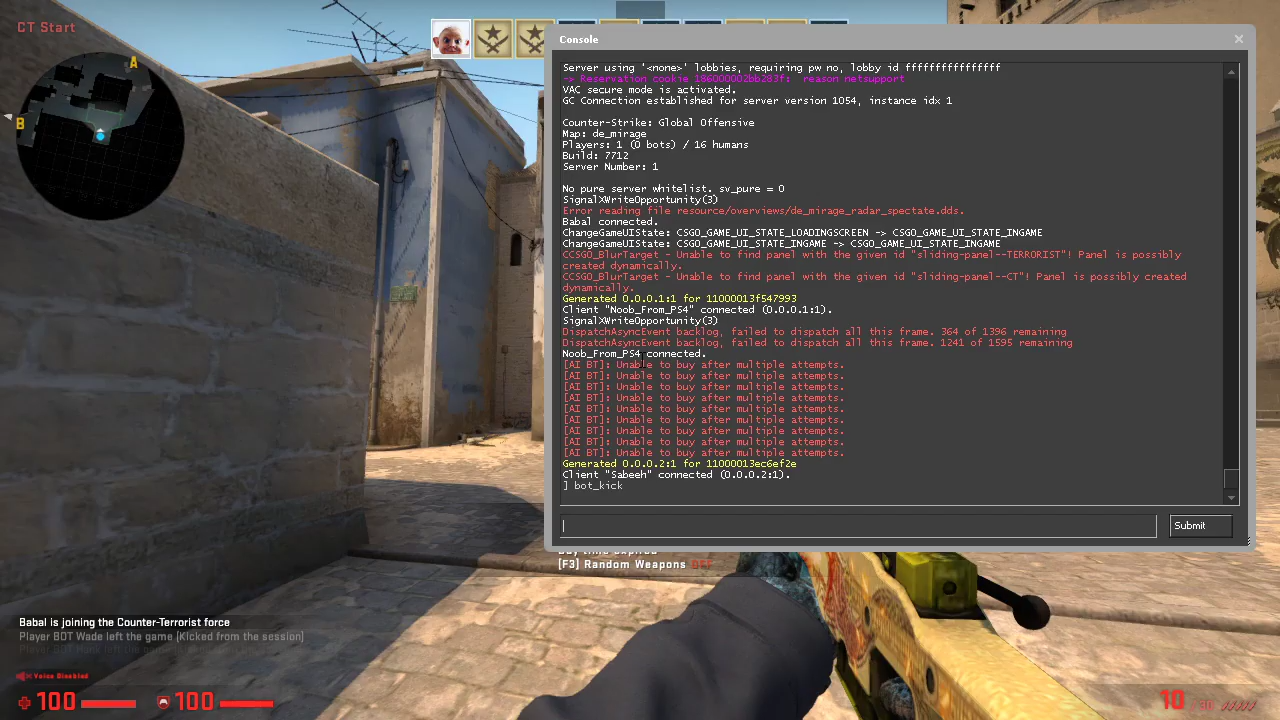 CT Start
A
B
Console
Server using '<none>' lobbies, requiring pw no, lobby id ffffffffffffffff
-> Reservation cookie 186000002bb283f:  reason netsupport
VAC secure mode is activated.
GC Connection established for server version 1054, instance idx 1
Counter-Strike: Global Offensive
Map: de_mirage
Players: 1 (0 bots) / 16 humans
Build: 7712
Server Number: 1
No pure server whitelist. sv_pure = 0
SignalXWriteOpportunity(3)
Error reading file resource/overviews/de_mirage_radar_spectate.dds.
Babal connected.
ChangeGameUIState: CSGO_GAME_UI_STATE_LOADINGSCREEN -> CSGO_GAME_UI_STATE_INGAME
ChangeGameUIState: CSGO_GAME_UI_STATE_INGAME -> CSGO_GAME_UI_STATE_INGAME
CCSGO_BlurTarget - Unable to find panel with the given id "sliding-panel--TERRORIST"! Panel is possibly
created dynamically.
CCSGO_BlurTarget - Unable to find panel with the given id "sliding-panel--CT"! Panel is possibly created
dynamically.
Generated 0.0.0.1:1 for 11000013f547993
Client "Noob_From_PS4" connected (0.0.0.1:1).
SignalXWriteOpportunity(3)
DispatchAsyncEvent backlog, failed to dispatch all this frame. 364 of 1396 remaining
DispatchAsyncEvent backlog, failed to dispatch all this frame. 1241 of 1595 remaining
Noob_From_PS4 connected.
[AI BT]: Unable to buy after multiple attempts.
[AI BT]: Unable to buy after multiple attempts.
[AI BT]: Unable to buy after multiple attempts.
[AI BT]: Unable to buy after multiple attempts.
[AI BT]: Unable to buy after multiple attempts.
[AI BT]: Unable to buy after multiple attempts.
[AI BT]: Unable to buy after multiple attempts.
[AI BT]: Unable to buy after multiple attempts.
[AI BT]: Unable to buy after multiple attempts.
Generated 0.0.0.2:1 for 11000013ec6ef2e
Client "Sabeeh" connected (0.0.0.2:1).
] bot_kick
Submit
Buy time expired
[F3] Random Weapons OFF
Babal is joining the Counter-Terrorist force
Player BOT Wade left the game (Kicked from the session)
Player BOT Hank left the
Voice Disabled
100
100
10